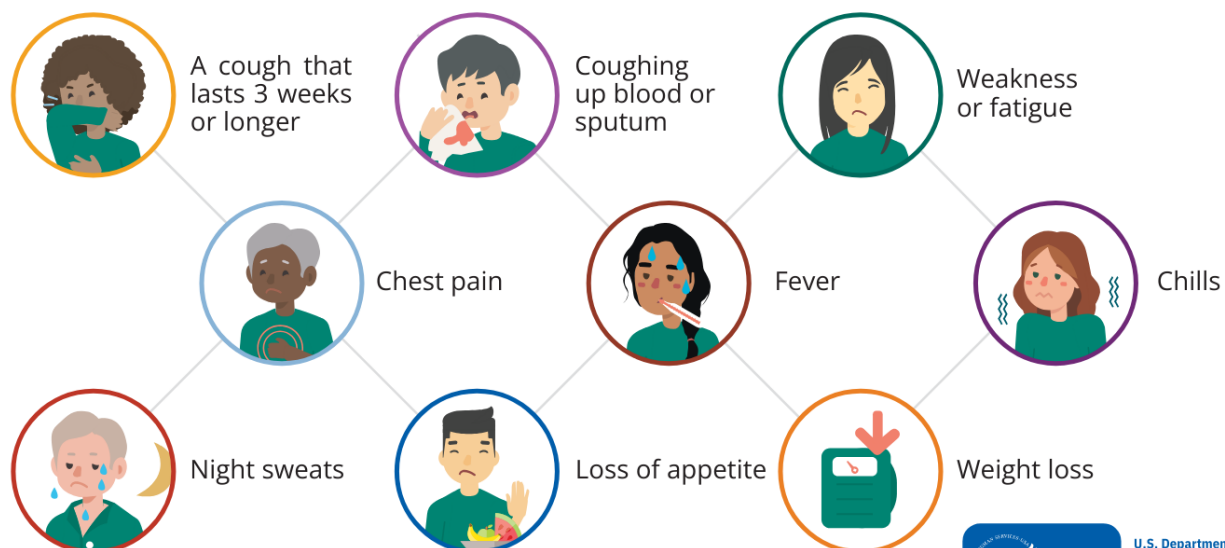 A cough that
lasts 3 weeks
or longer
Coughing
up blood or
sputum
Weakness
or fatigue
Chest pain
Fever
Chills
Night sweats
Loss of appetite
Weight loss
U.S.